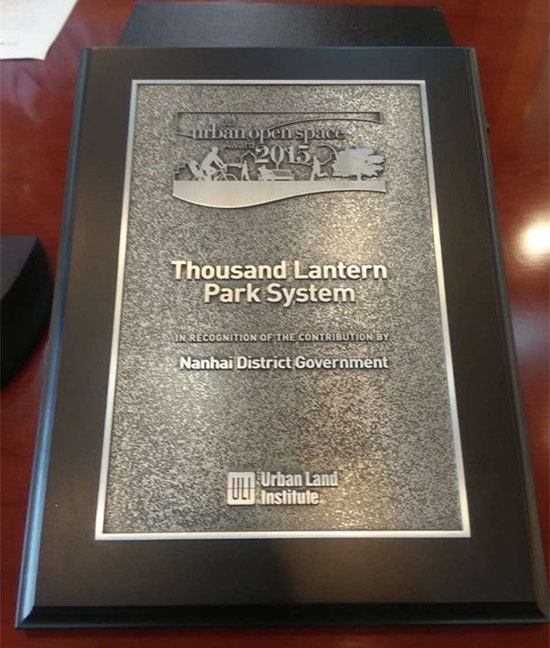 urban open space
Award 2015
Thousand Lantern
Park System
IN RECOGNITION OF THE CONTRIBUTION BY
Nanhai District Government
ULI Urban Land
Institute